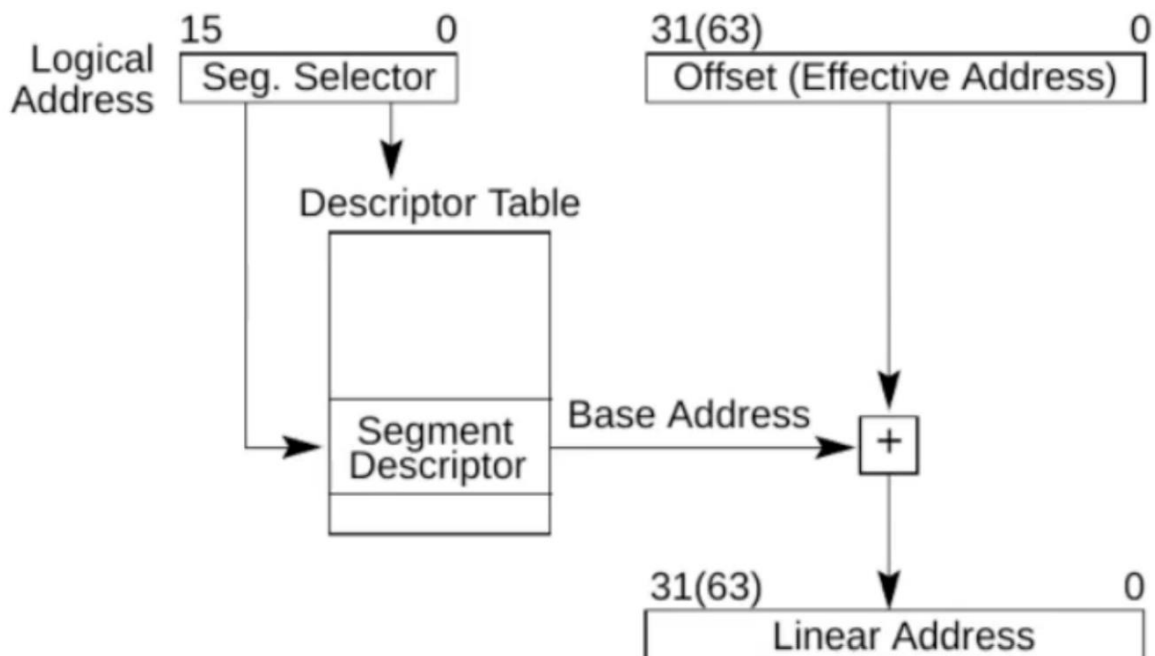 15 0 31(63) 0
Logical
Address
Seg. Selector
Offset (Effective Address)
Descriptor Table
Segment
Descriptor
Base Address
+
31(63) 0
Linear Address